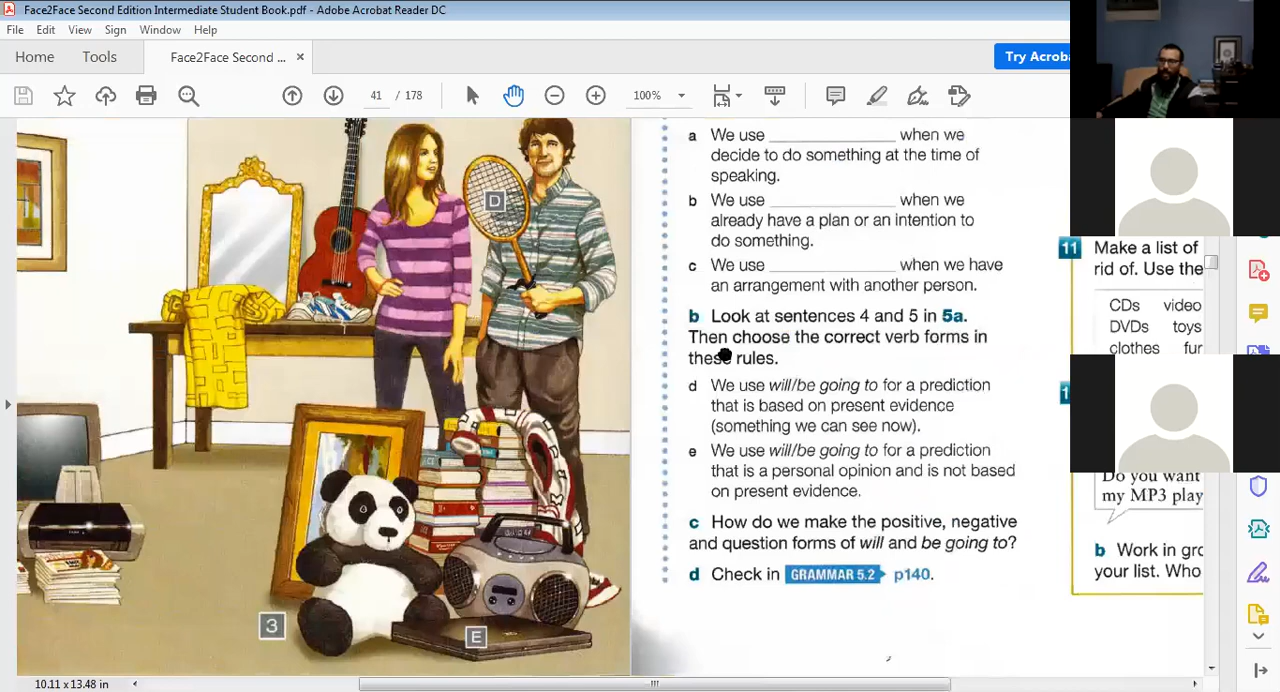 Face2Face Second Edition Intermediate Student Book.pdf - Adobe Acrobat Reader DC
File Edit View Sign Window Help
Home Tools Face2Face Second ... × Try Acroba
41 / 178 100%
a We use ______________ when we
decide to do something at the time of
speaking.
b We use ______________ when we
already have a plan or an intention to
do something.
c We use ______________ when we have
an arrangement with another person.
b Look at sentences 4 and 5 in 5a.
Then choose the correct verb forms in
these rules.
d We use will/be going to for a prediction
that is based on present evidence
(something we can see now).
e We use will/be going to for a prediction
that is a personal opinion and is not based
on present evidence.
c How do we make the positive, negative
and question forms of will and be going to?
d Check in GRAMMAR 5.2 p140.
D
3
E
11 Make a list of
rid of. Use the
CDs video
DVDs toys
clothes fur
1
Do you want
my MP3 play
b Work in gro
your list. Who
10.11 x 13.48 in